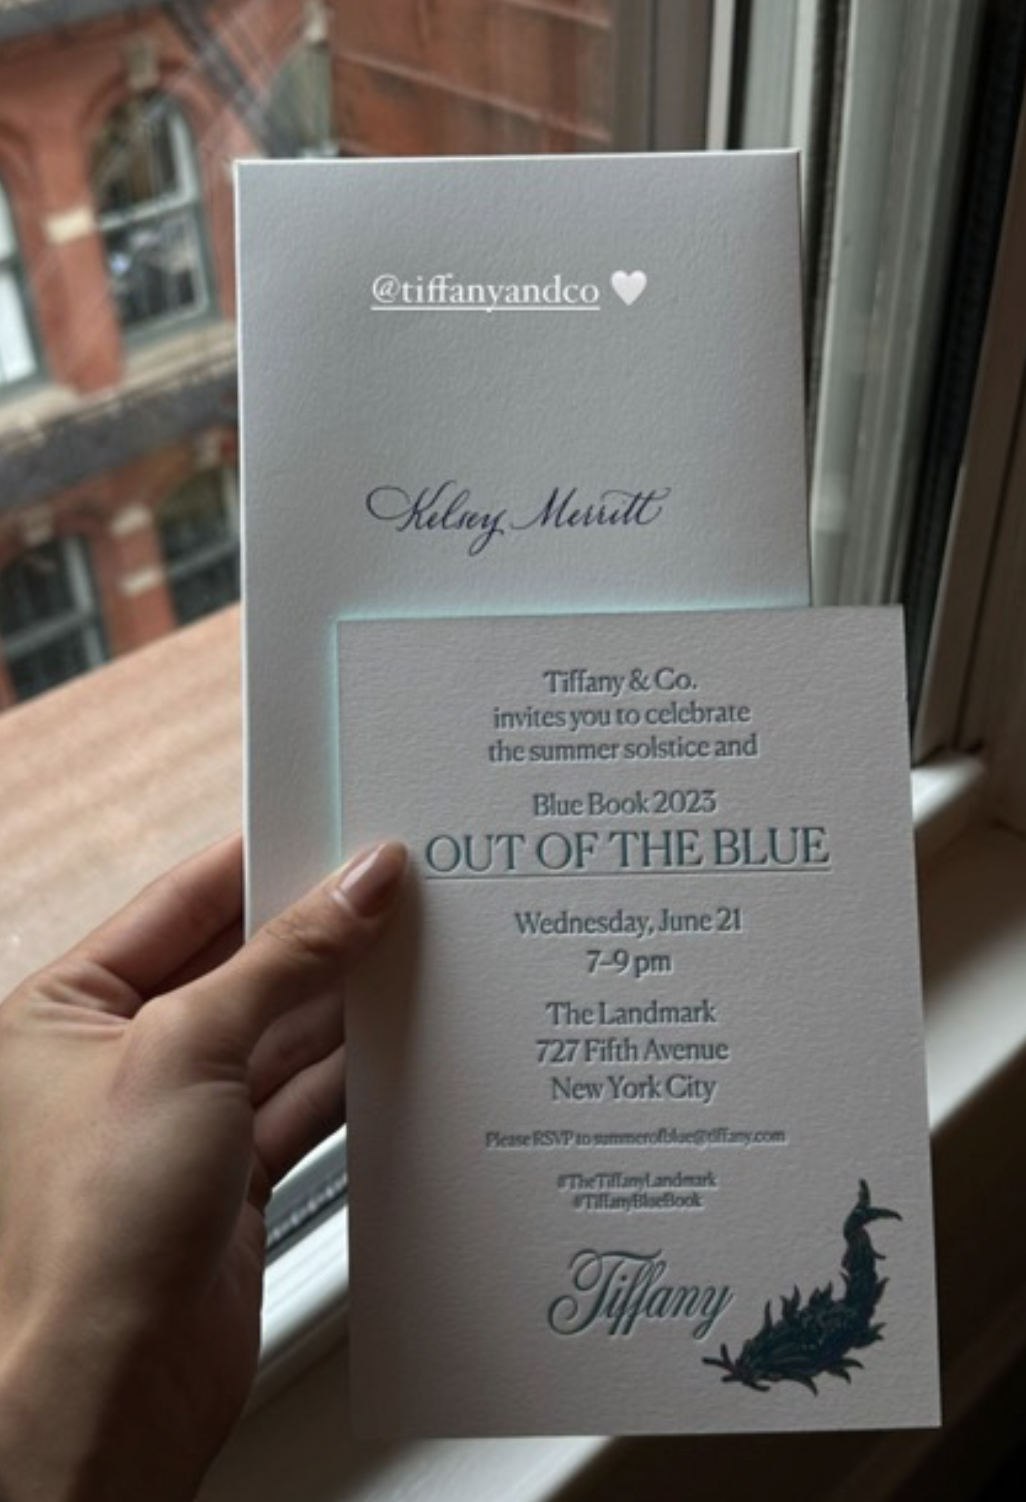 @tiffanyandco 🤍
Kelsey Merritt
Tiffany & Co.
invites you to celebrate
the summer solstice and
Blue Book 2023
OUT OF THE BLUE
Wednesday, June 21
7–9 pm
The Landmark
727 Fifth Avenue
New York City
Please RSVP to summerofblue@tiffany.com
#TheTiffanyLandmark
#TiffanyBlueBook
Tiffany